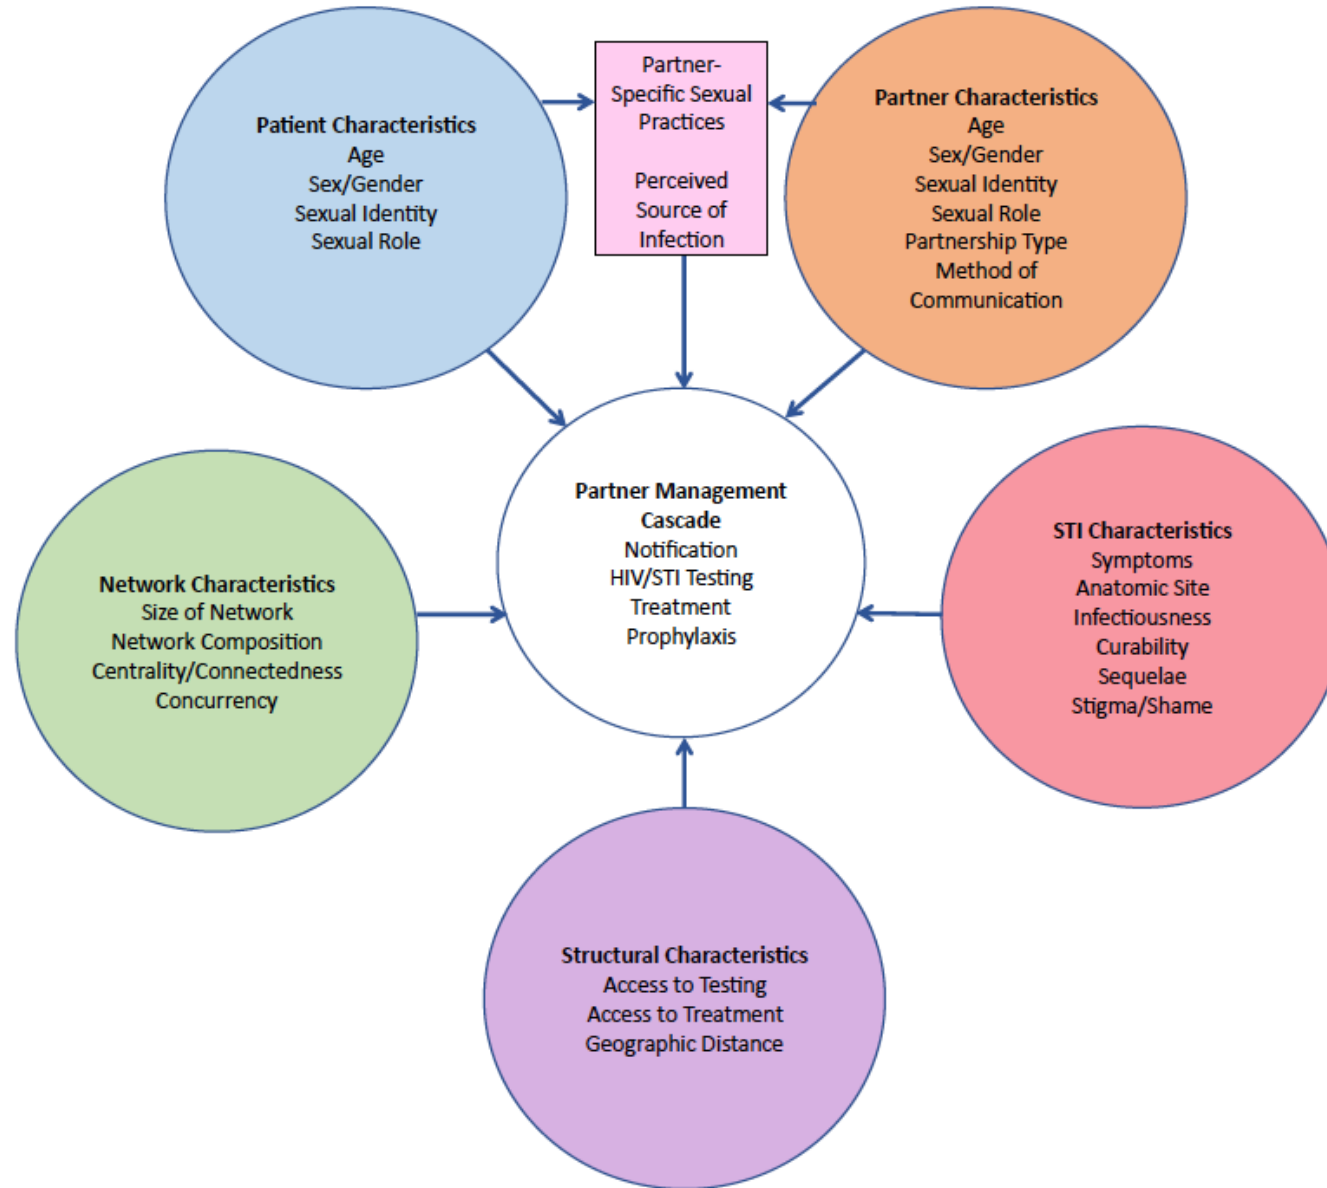 Patient Characteristics
Age
Sex/Gender
Sexual Identity
Sexual Role
Partner-
Specific Sexual
Practices
Perceived
Source of
Infection
Partner Characteristics
Age
Sex/Gender
Sexual Identity
Sexual Role
Partnership Type
Method of
Communication
Network Characteristics
Size of Network
Network Composition
Centrality/Connectedness
Concurrency
Partner Management
Cascade
Notification
HIV/STI Testing
Treatment
Prophylaxis
STI Characteristics
Symptoms
Anatomic Site
Infectiousness
Curability
Sequelae
Stigma/Shame
Structural Characteristics
Access to Testing
Access to Treatment
Geographic Distance